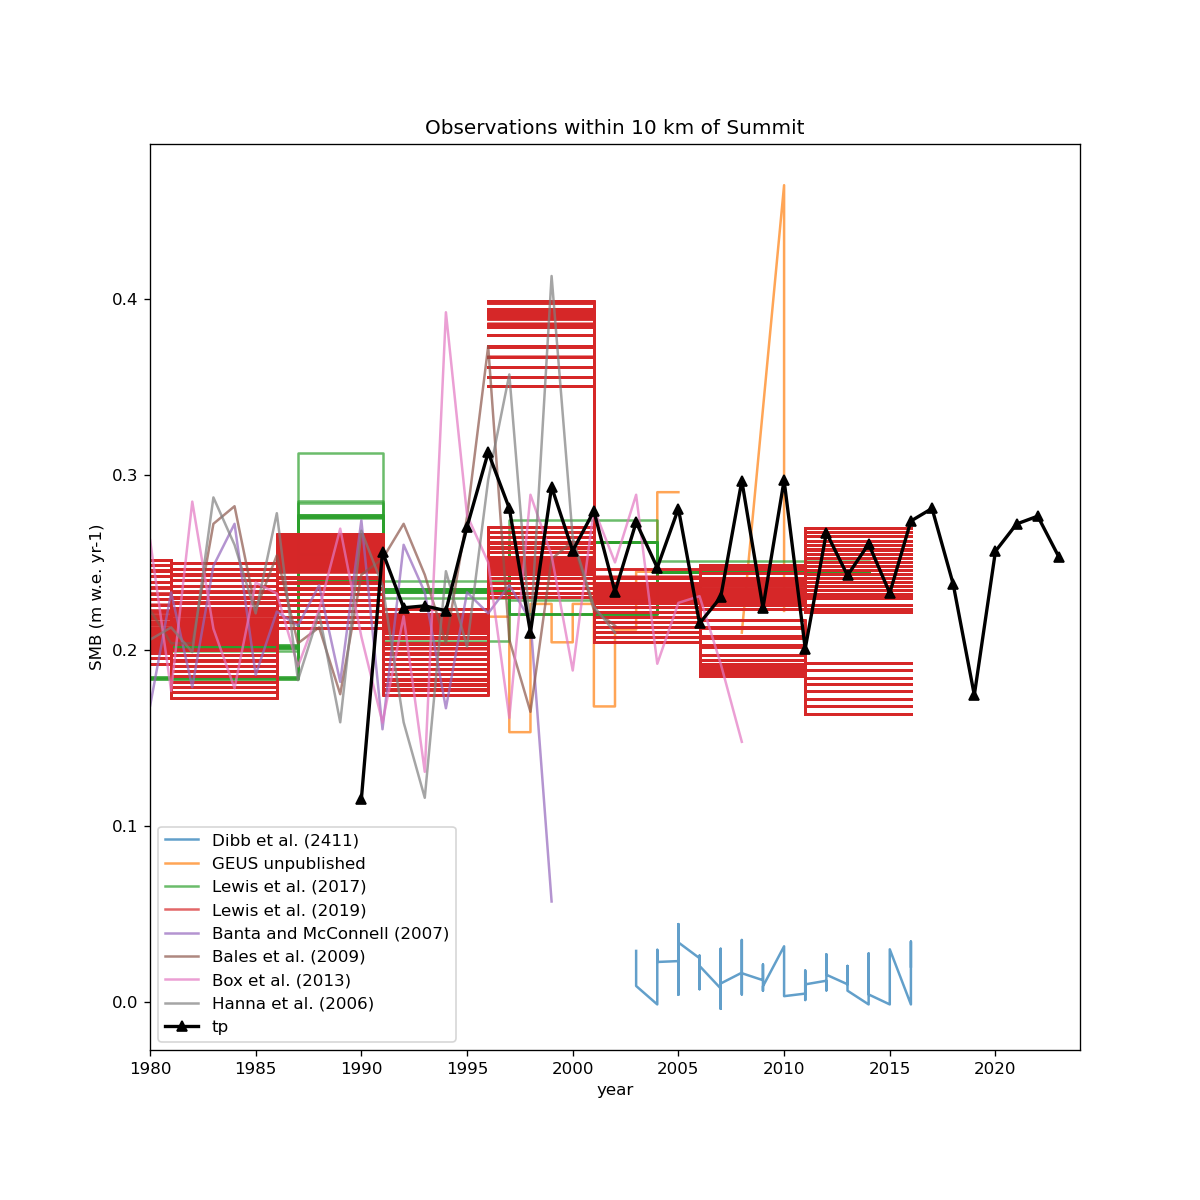 Observations within 10 km of Summit
SMB (m w.e. yr-1)
0.4
0.3
0.2
0.1
0.0
Dibb et al. (2411)
GEUS unpublished
Lewis et al. (2017)
Lewis et al. (2019)
Banta and McConnell (2007)
Bales et al. (2009)
Box et al. (2013)
Hanna et al. (2006)
tp
1980 1985 1990 1995 2000 2005 2010 2015 2020
year